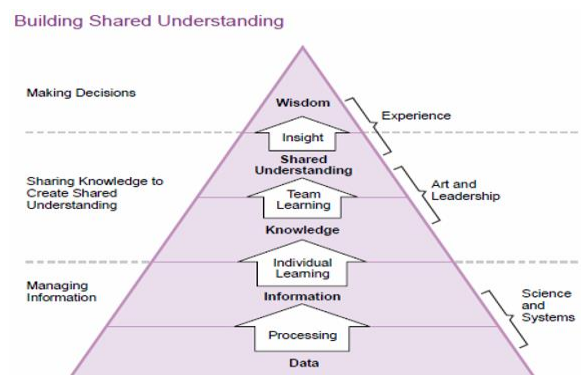 Building Shared Understanding
Making Decisions
Wisdom
Experience
Insight
Shared
Understanding
Sharing Knowledge to
Create Shared
Understanding
Team
Learning
Art and
Leadership
Knowledge
Individual
Learning
Managing
Information
Information
Science
and
Systems
Processing
Data